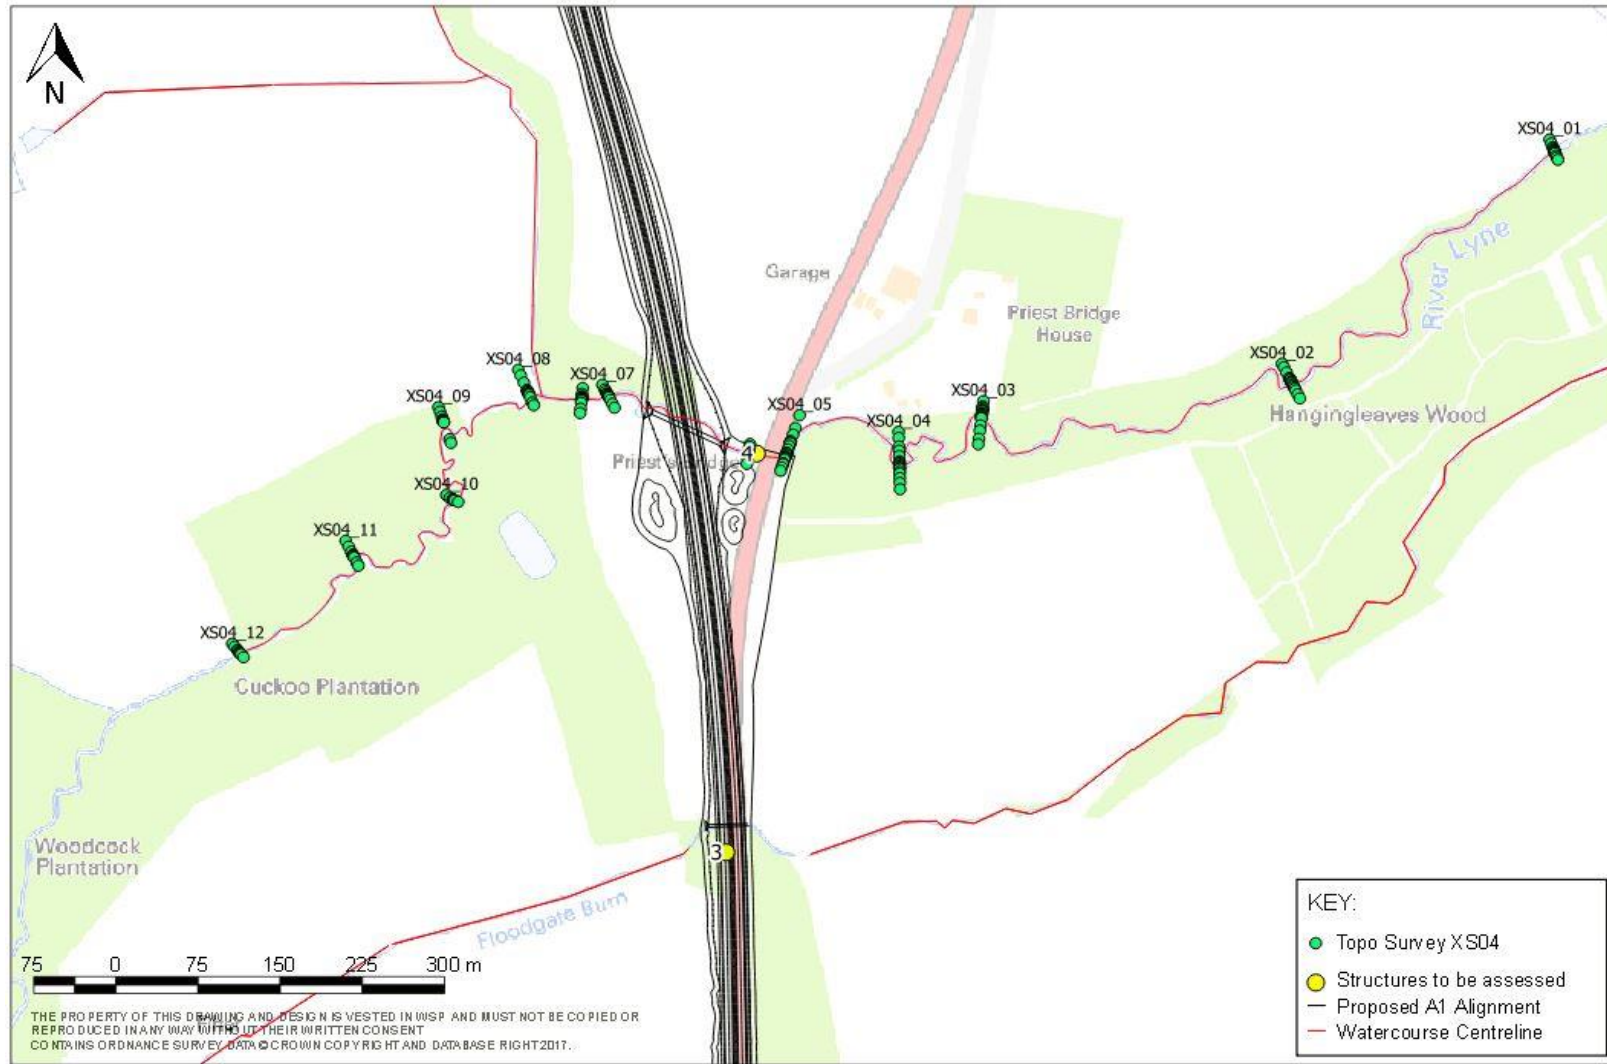 N
XS04_01
River Lyne
Garage
Priest Bridge
House
XS04_02
XS04_08
XS04_07
XS04_03
XS04_09
XS04_05
XS04_04
Hangingleaves Wood
4
Priest's Bridge
XS04_10
XS04_11
XS04_12
Cuckoo Plantation
Woodcock
Plantation
3
Floodgate Burn
KEY:
Topo Survey XS04
Structures to be assessed
Proposed A1 Alignment
Watercourse Centreline
75 0 75 150 225 300 m
THE PROPERTY OF THIS DRAWING AND DESIGN IS VESTED IN WSP AND MUST NOT BE COPIED OR
REPRODUCED IN ANY WAY WITHOUT THEIR WRITTEN CONSENT
CONTAINS ORDNANCE SURVEY DATA © CROWN COPYRIGHT AND DATABASE RIGHT 2017.